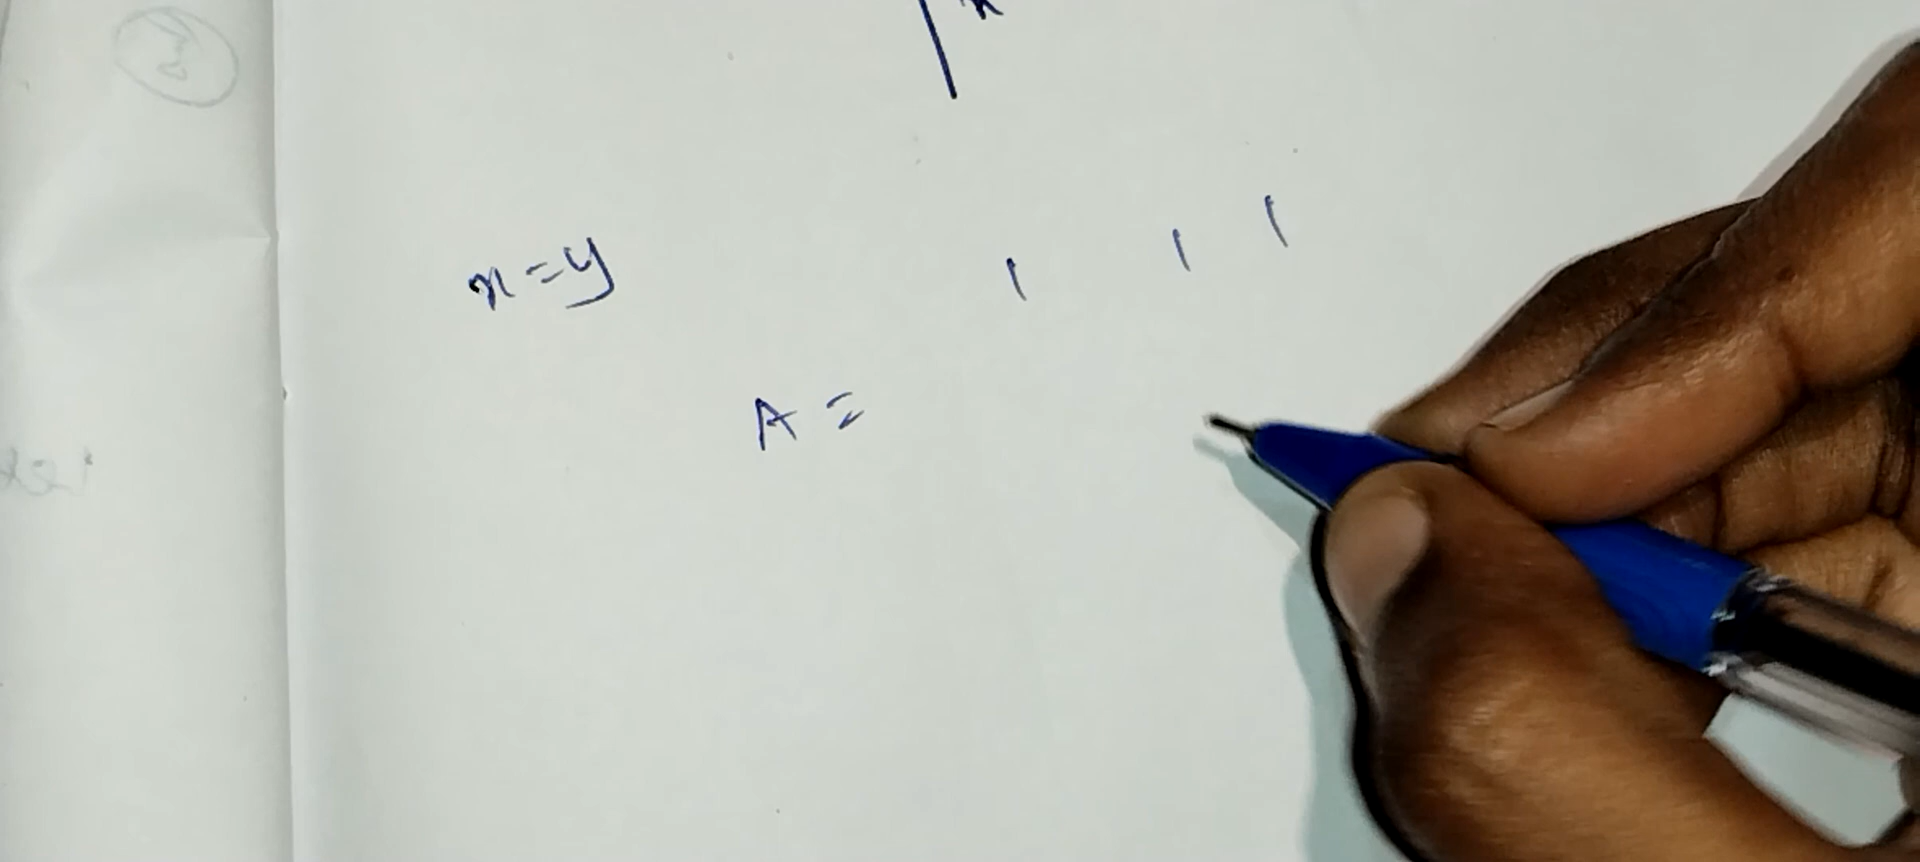 x
x = y
1 1 1
A =